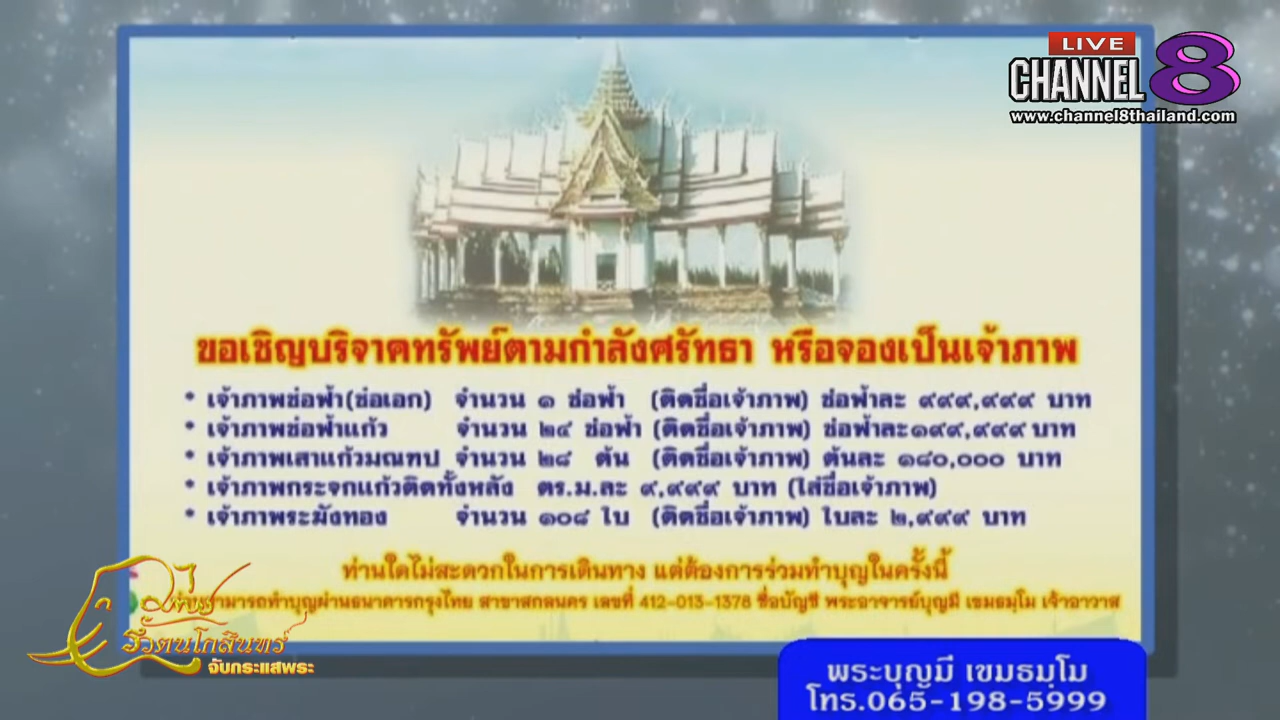 LIVE
CHANNEL 8
www.channel8thailand.com
ขอเชิญบริจาคทรัพย์ตามกำลังศรัทธา หรือจองเป็นเจ้าภาพ
* เจ้าภาพช่อฟ้า(ช่อเอก) จำนวน ๑ ช่อฟ้า (ติดชื่อเจ้าภาพ) ช่อฟ้าละ ๙๙๙,๙๙๙ บาท
* เจ้าภาพช่อฟ้าแก้ว จำนวน ๒๔ ช่อฟ้า (ติดชื่อเจ้าภาพ) ช่อฟ้าละ๑๙๙,๙๙๙ บาท
* เจ้าภาพเสาแก้วมณฑป จำนวน ๒๘ ต้น (ติดชื่อเจ้าภาพ) ต้นละ ๑๘๐,๐๐๐ บาท
* เจ้าภาพกระจกแก้วติดทั้งหลัง ตร.ม.ละ ๙,๙๙๙ บาท (ใส่ชื่อเจ้าภาพ)
* เจ้าภาพระฆังทอง จำนวน ๑๐๘ ใบ (ติดชื่อเจ้าภาพ) ใบละ ๒,๙๙๙ บาท
ท่านใดไม่สะดวกในการเดินทาง แต่ต้องการร่วมทำบุญในครั้งนี้
สามารถทำบุญผ่านธนาคารกรุงไทย สาขาสกลนคร เลขที่ 412-013-1378 ชื่อบัญชี พระอาจารย์บุญมี เขมธมฺโม เจ้าอาวาส
รัตนโกสินทร์
จับกระแสพระ
พระบุญมี เขมธมฺโม
โทร.065-198-5999